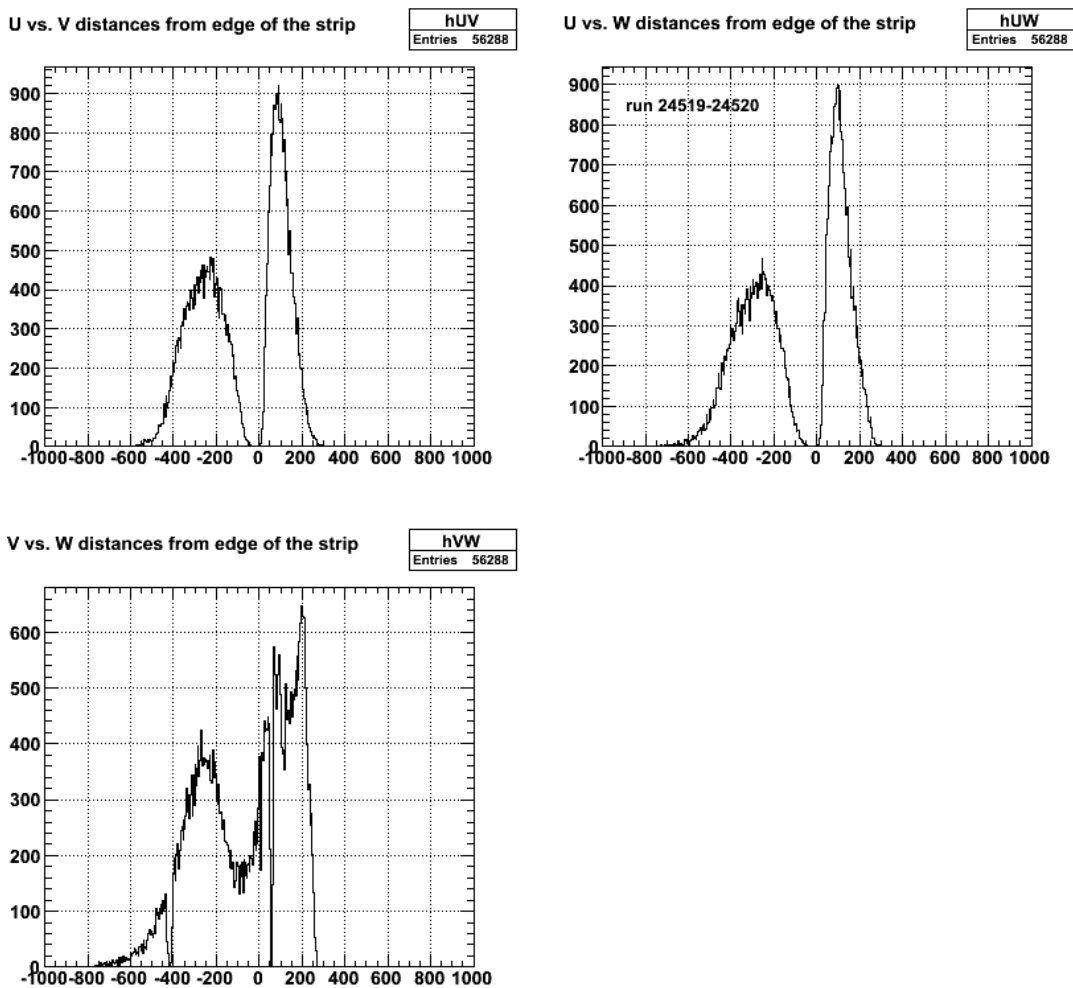 U vs. V distances from edge of the strip
hUV
Entries 56288
900
800
700
600
500
400
300
200
100
0
-1000 -800 -600 -400 -200 0 200 400 600 800 1000
U vs. W distances from edge of the strip
hUW
Entries 56288
run 24519-24520
900
800
700
600
500
400
300
200
100
0
-1000 -800 -600 -400 -200 0 200 400 600 800 1000
V vs. W distances from edge of the strip
hVW
Entries 56288
600
500
400
300
200
100
0
-1000 -800 -600 -400 -200 0 200 400 600 800 1000